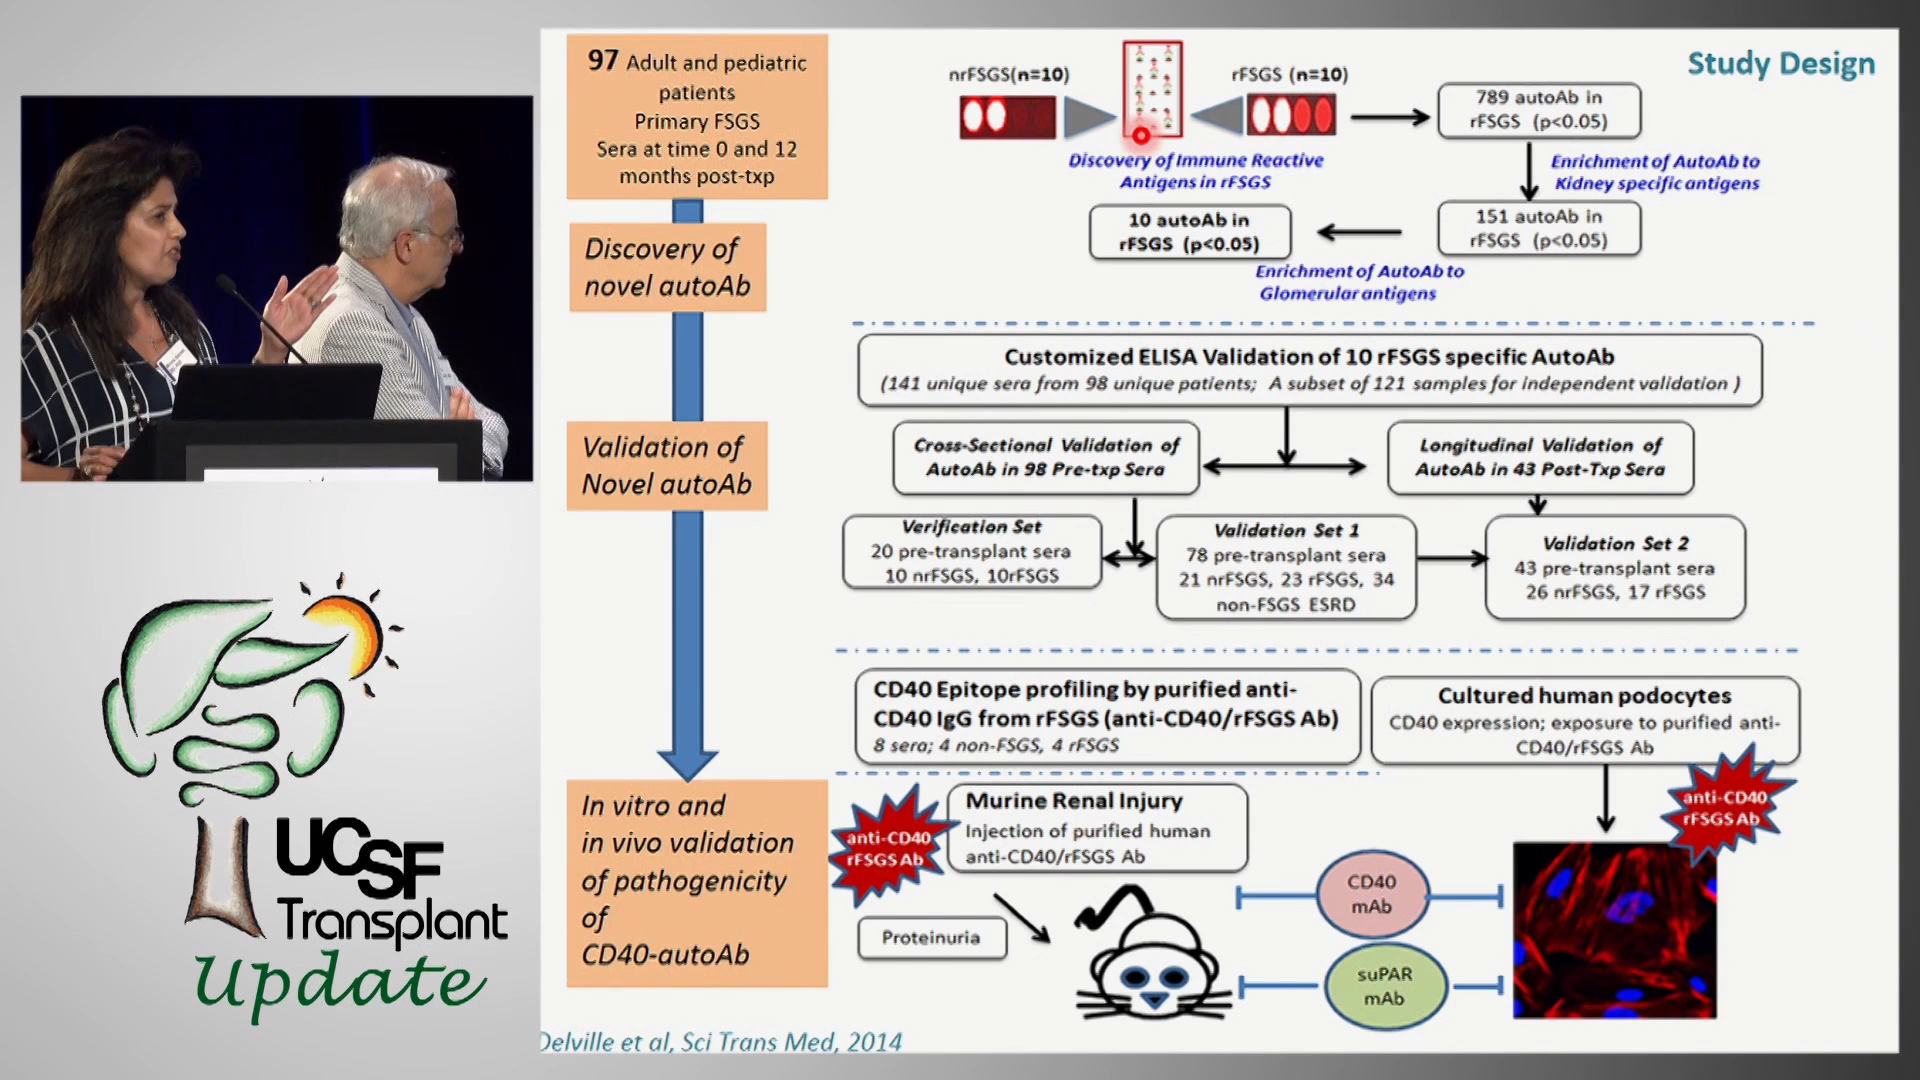 97 Adult and pediatric
patients
Primary FSGS
Sera at time 0 and 12
months post-txp
Discovery of
novel autoAb
Validation of
Novel autoAb
In vitro and
in vivo validation
of pathogenicity
of
CD40-autoAb
Study Design
nrFSGS(n=10)
rFSGS (n=10)
Discovery of Immune Reactive
Antigens in rFSGS
789 autoAb in
rFSGS (p<0.05)
Enrichment of AutoAb to
Kidney specific antigens
151 autoAb in
rFSGS (p<0.05)
10 autoAb in
rFSGS (p<0.05)
Enrichment of AutoAb to
Glomerular antigens
Customized ELISA Validation of 10 rFSGS specific AutoAb
(141 unique sera from 98 unique patients; A subset of 121 samples for independent validation )
Cross-Sectional Validation of
AutoAb in 98 Pre-txp Sera
Longitudinal Validation of
AutoAb in 43 Post-Txp Sera
Verification Set
20 pre-transplant sera
10 nrFSGS, 10rFSGS
Validation Set 1
78 pre-transplant sera
21 nrFSGS, 23 rFSGS, 34
non-FSGS ESRD
Validation Set 2
43 pre-transplant sera
26 nrFSGS, 17 rFSGS
CD40 Epitope profiling by purified anti-
CD40 IgG from rFSGS (anti-CD40/rFSGS Ab)
8 sera; 4 non-FSGS, 4 rFSGS
Cultured human podocytes
CD40 expression; exposure to purified anti-
CD40/rFSGS Ab
anti-CD40
rFSGS Ab
Murine Renal Injury
Injection of purified human
anti-CD40/rFSGS Ab
anti-CD40
rFSGS Ab
Proteinuria
CD40
mAb
suPAR
mAb
Delville et al, Sci Trans Med, 2014
UCSF
Transplant
Update